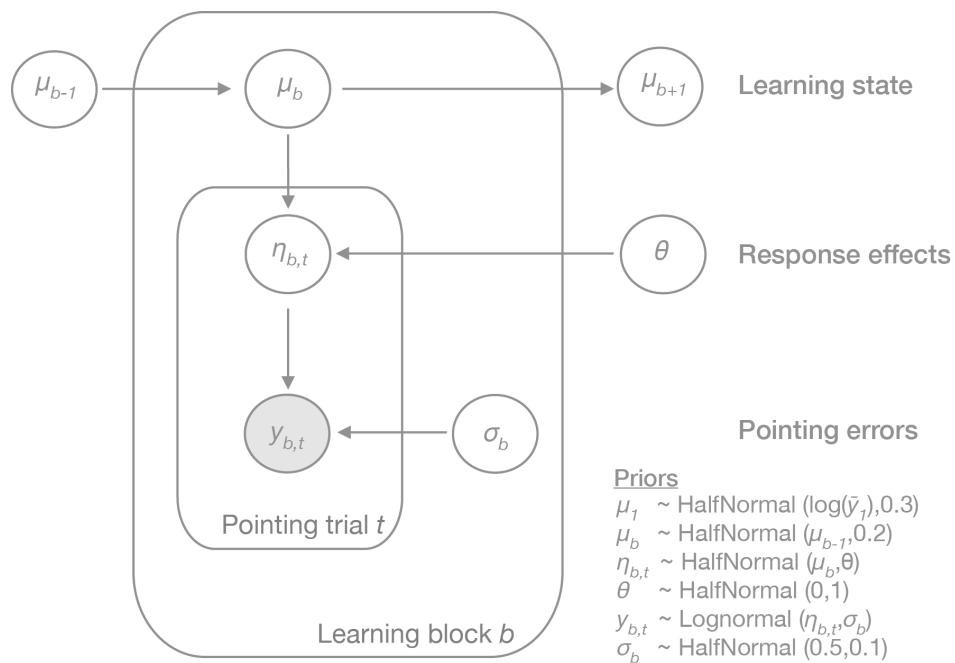 μb-1
μb
μb+1
Learning state
ηb,t
θ
Response effects
yb,t
σb
Pointing errors
Pointing trial t
Learning block b
Priors
μ1 ~ HalfNormal (log(ȳ1),0.3)
μb ~ HalfNormal (μb-1,0.2)
ηb,t ~ HalfNormal (μb,θ)
θ ~ HalfNormal (0,1)
yb,t ~ Lognormal (ηb,t,σb)
σb ~ HalfNormal (0.5,0.1)